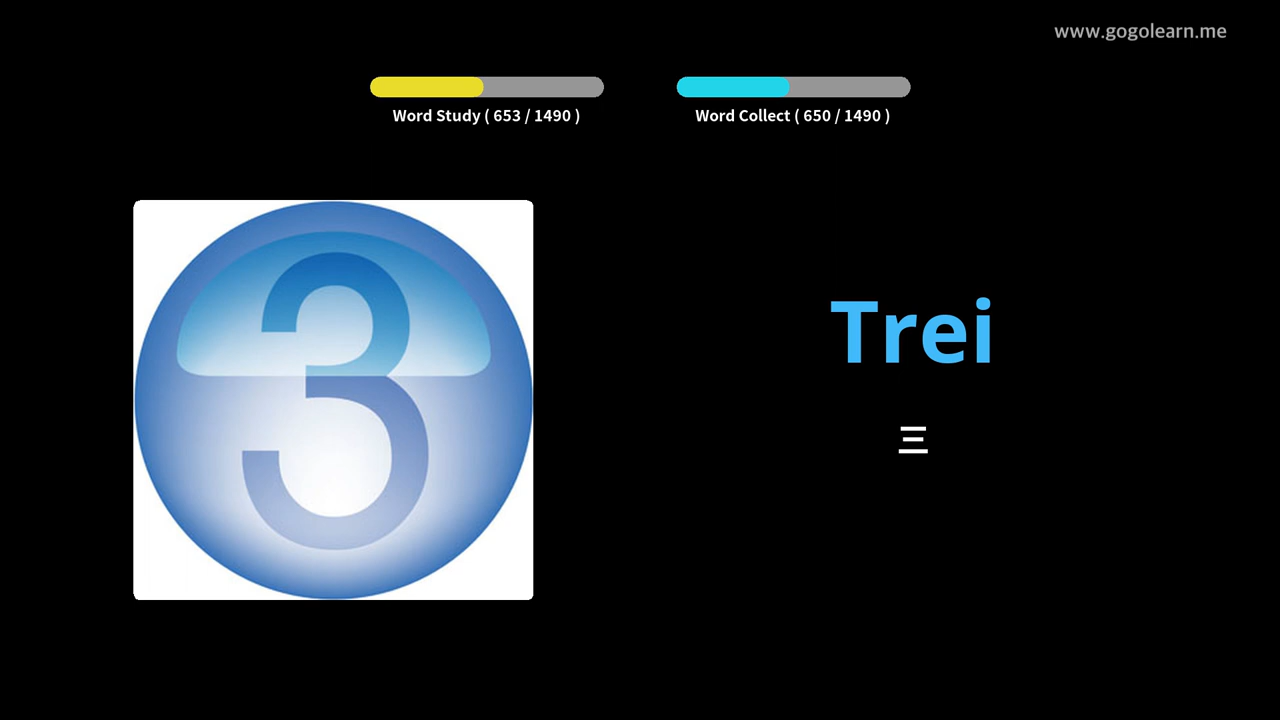 www.gogolearn.me
Word Study ( 653 / 1490 )
Word Collect ( 650 / 1490 )
3
Trei
三